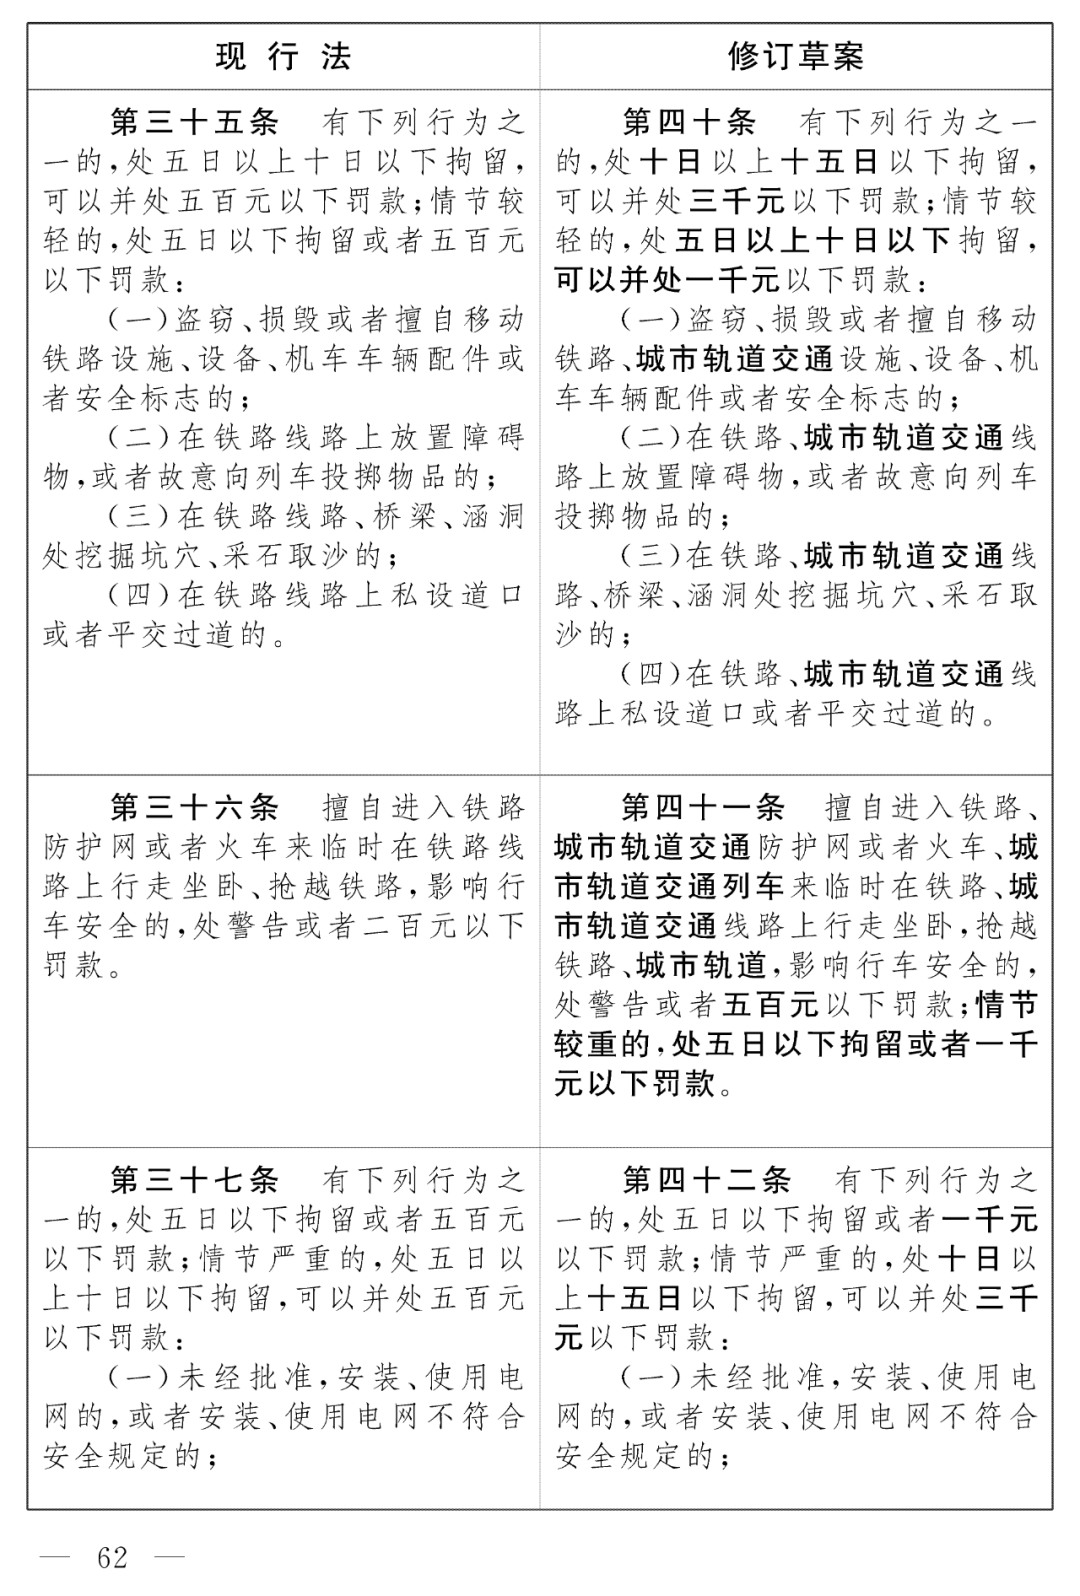 现行法
修订草案
第三十五条 有下列行为之
一的,处五日以上十日以下拘留,
可以并处五百元以下罚款;情节较
轻的,处五日以下拘留或者五百元
以下罚款:
(一)盗窃、损毁或者擅自移动
铁路设施、设备、机车车辆配件或
者安全标志的;
(二)在铁路线路上放置障碍
物,或者故意向列车投掷物品的;
(三)在铁路线路、桥梁、涵洞
处挖掘坑穴、采石取沙的;
(四)在铁路线路上私设道口
或者平交过道的。
第四十条 有下列行为之一
的,处十日以上十五日以下拘留,
可以并处三千元以下罚款;情节较
轻的,处五日以上十日以下拘留,
可以并处一千元以下罚款:
(一)盗窃、损毁或者擅自移动
铁路、城市轨道交通设施、设备、机
车车辆配件或者安全标志的;
(二)在铁路、城市轨道交通线
路上放置障碍物,或者故意向列车
投掷物品的;
(三)在铁路、城市轨道交通线
路、桥梁、涵洞处挖掘坑穴、采石取
沙的;
(四)在铁路、城市轨道交通线
路上私设道口或者平交过道的。
第三十六条 擅自进入铁路
防护网或者火车来临时在铁路线
路上行走坐卧、抢越铁路,影响行
车安全的,处警告或者二百元以下
罚款。
第四十一条 擅自进入铁路、
城市轨道交通防护网或者火车、城
市轨道交通列车来临时在铁路、城
市轨道交通线路上行走坐卧,抢越
铁路、城市轨道,影响行车安全的,
处警告或者五百元以下罚款;情节
较重的,处五日以下拘留或者一千
元以下罚款。
第三十七条 有下列行为之
一的,处五日以下拘留或者五百元
以下罚款;情节严重的,处五日以
上十日以下拘留,可以并处五百元
以下罚款:
(一)未经批准,安装、使用电
网的,或者安装、使用电网不符合
安全规定的;
第四十二条 有下列行为之
一的,处五日以下拘留或者一千元
以下罚款;情节严重的,处十日以
上十五日以下拘留,可以并处三千
元以下罚款:
(一)未经批准,安装、使用电
网的,或者安装、使用电网不符合
安全规定的;
— 62 —